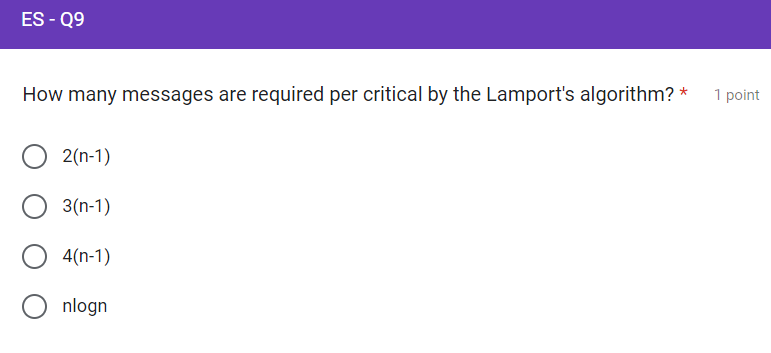 ES - Q9
How many messages are required per critical by the Lamport's algorithm? * 1 point
2(n-1)
3(n-1)
4(n-1)
nlogn